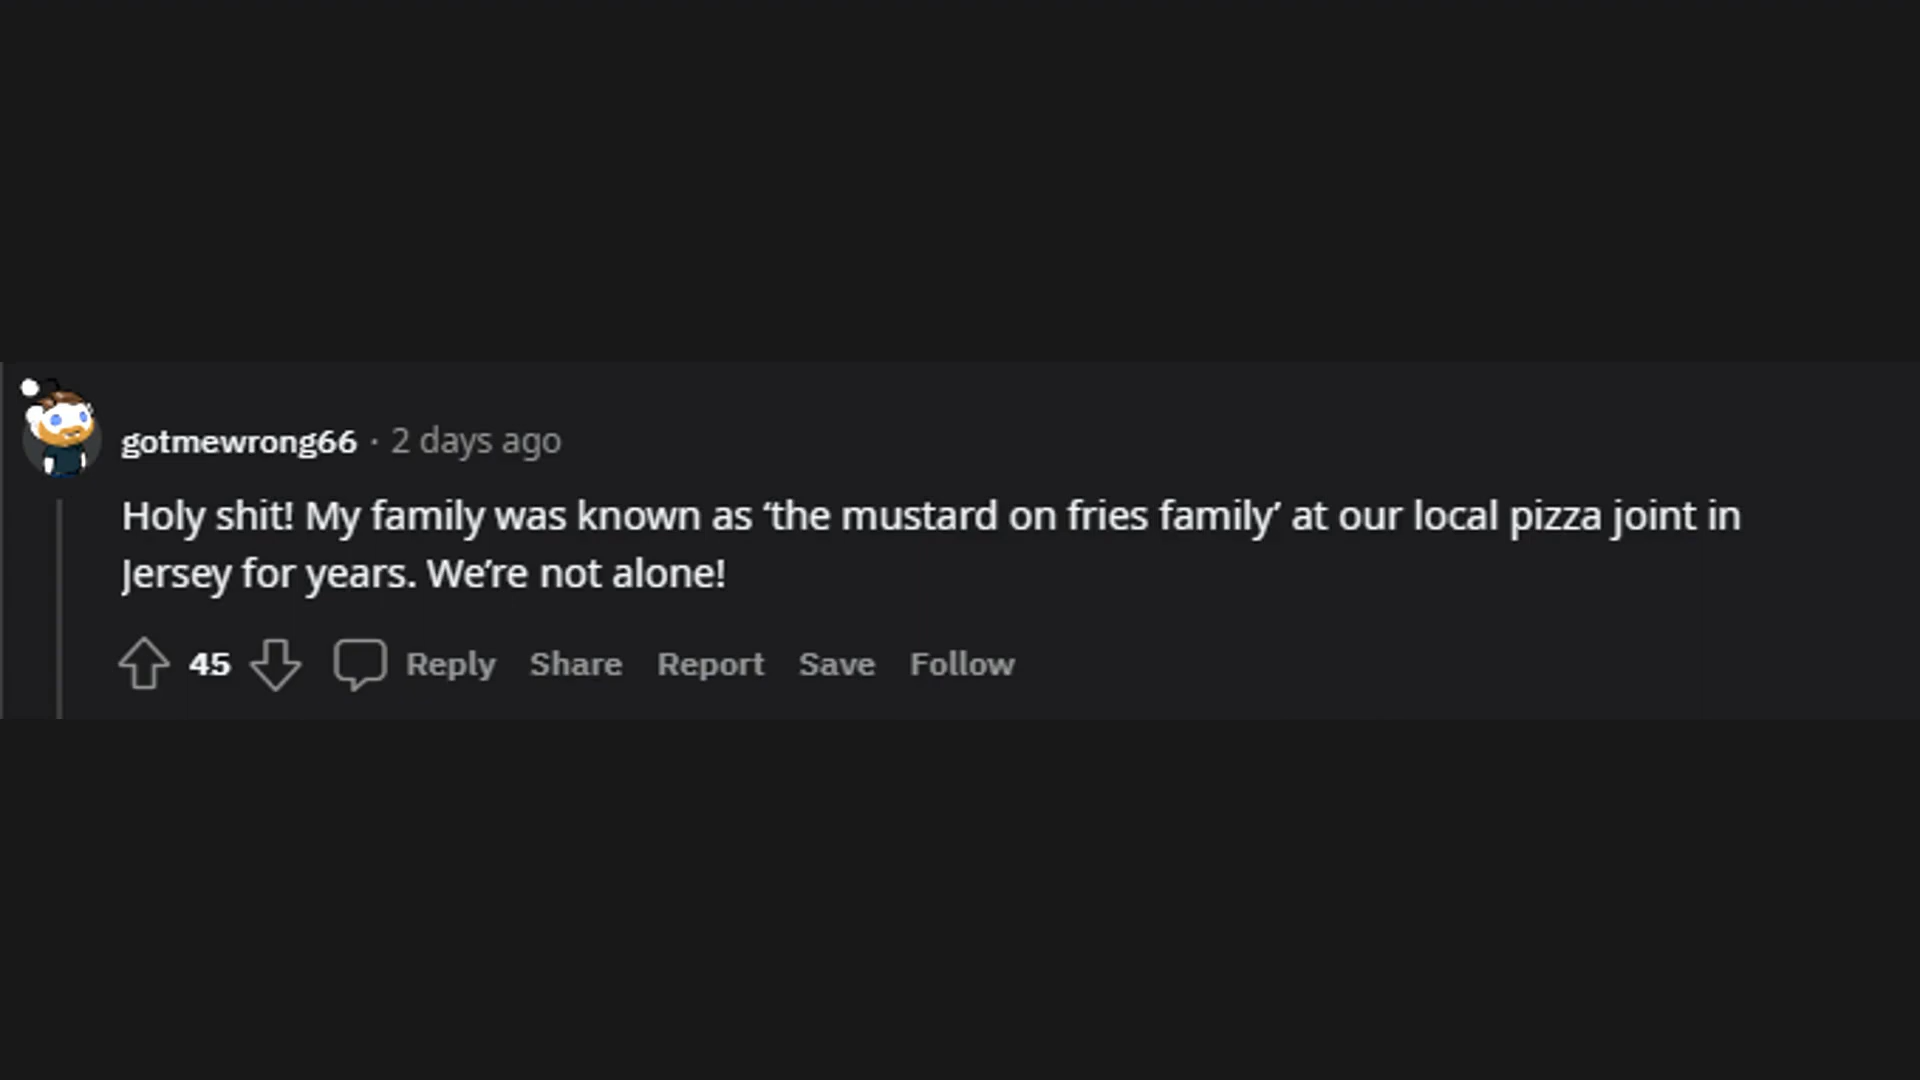 gotmewrong66 · 2 days ago
Holy shit! My family was known as ‘the mustard on fries family’ at our local pizza joint in
Jersey for years. We’re not alone!
45 Reply Share Report Save Follow